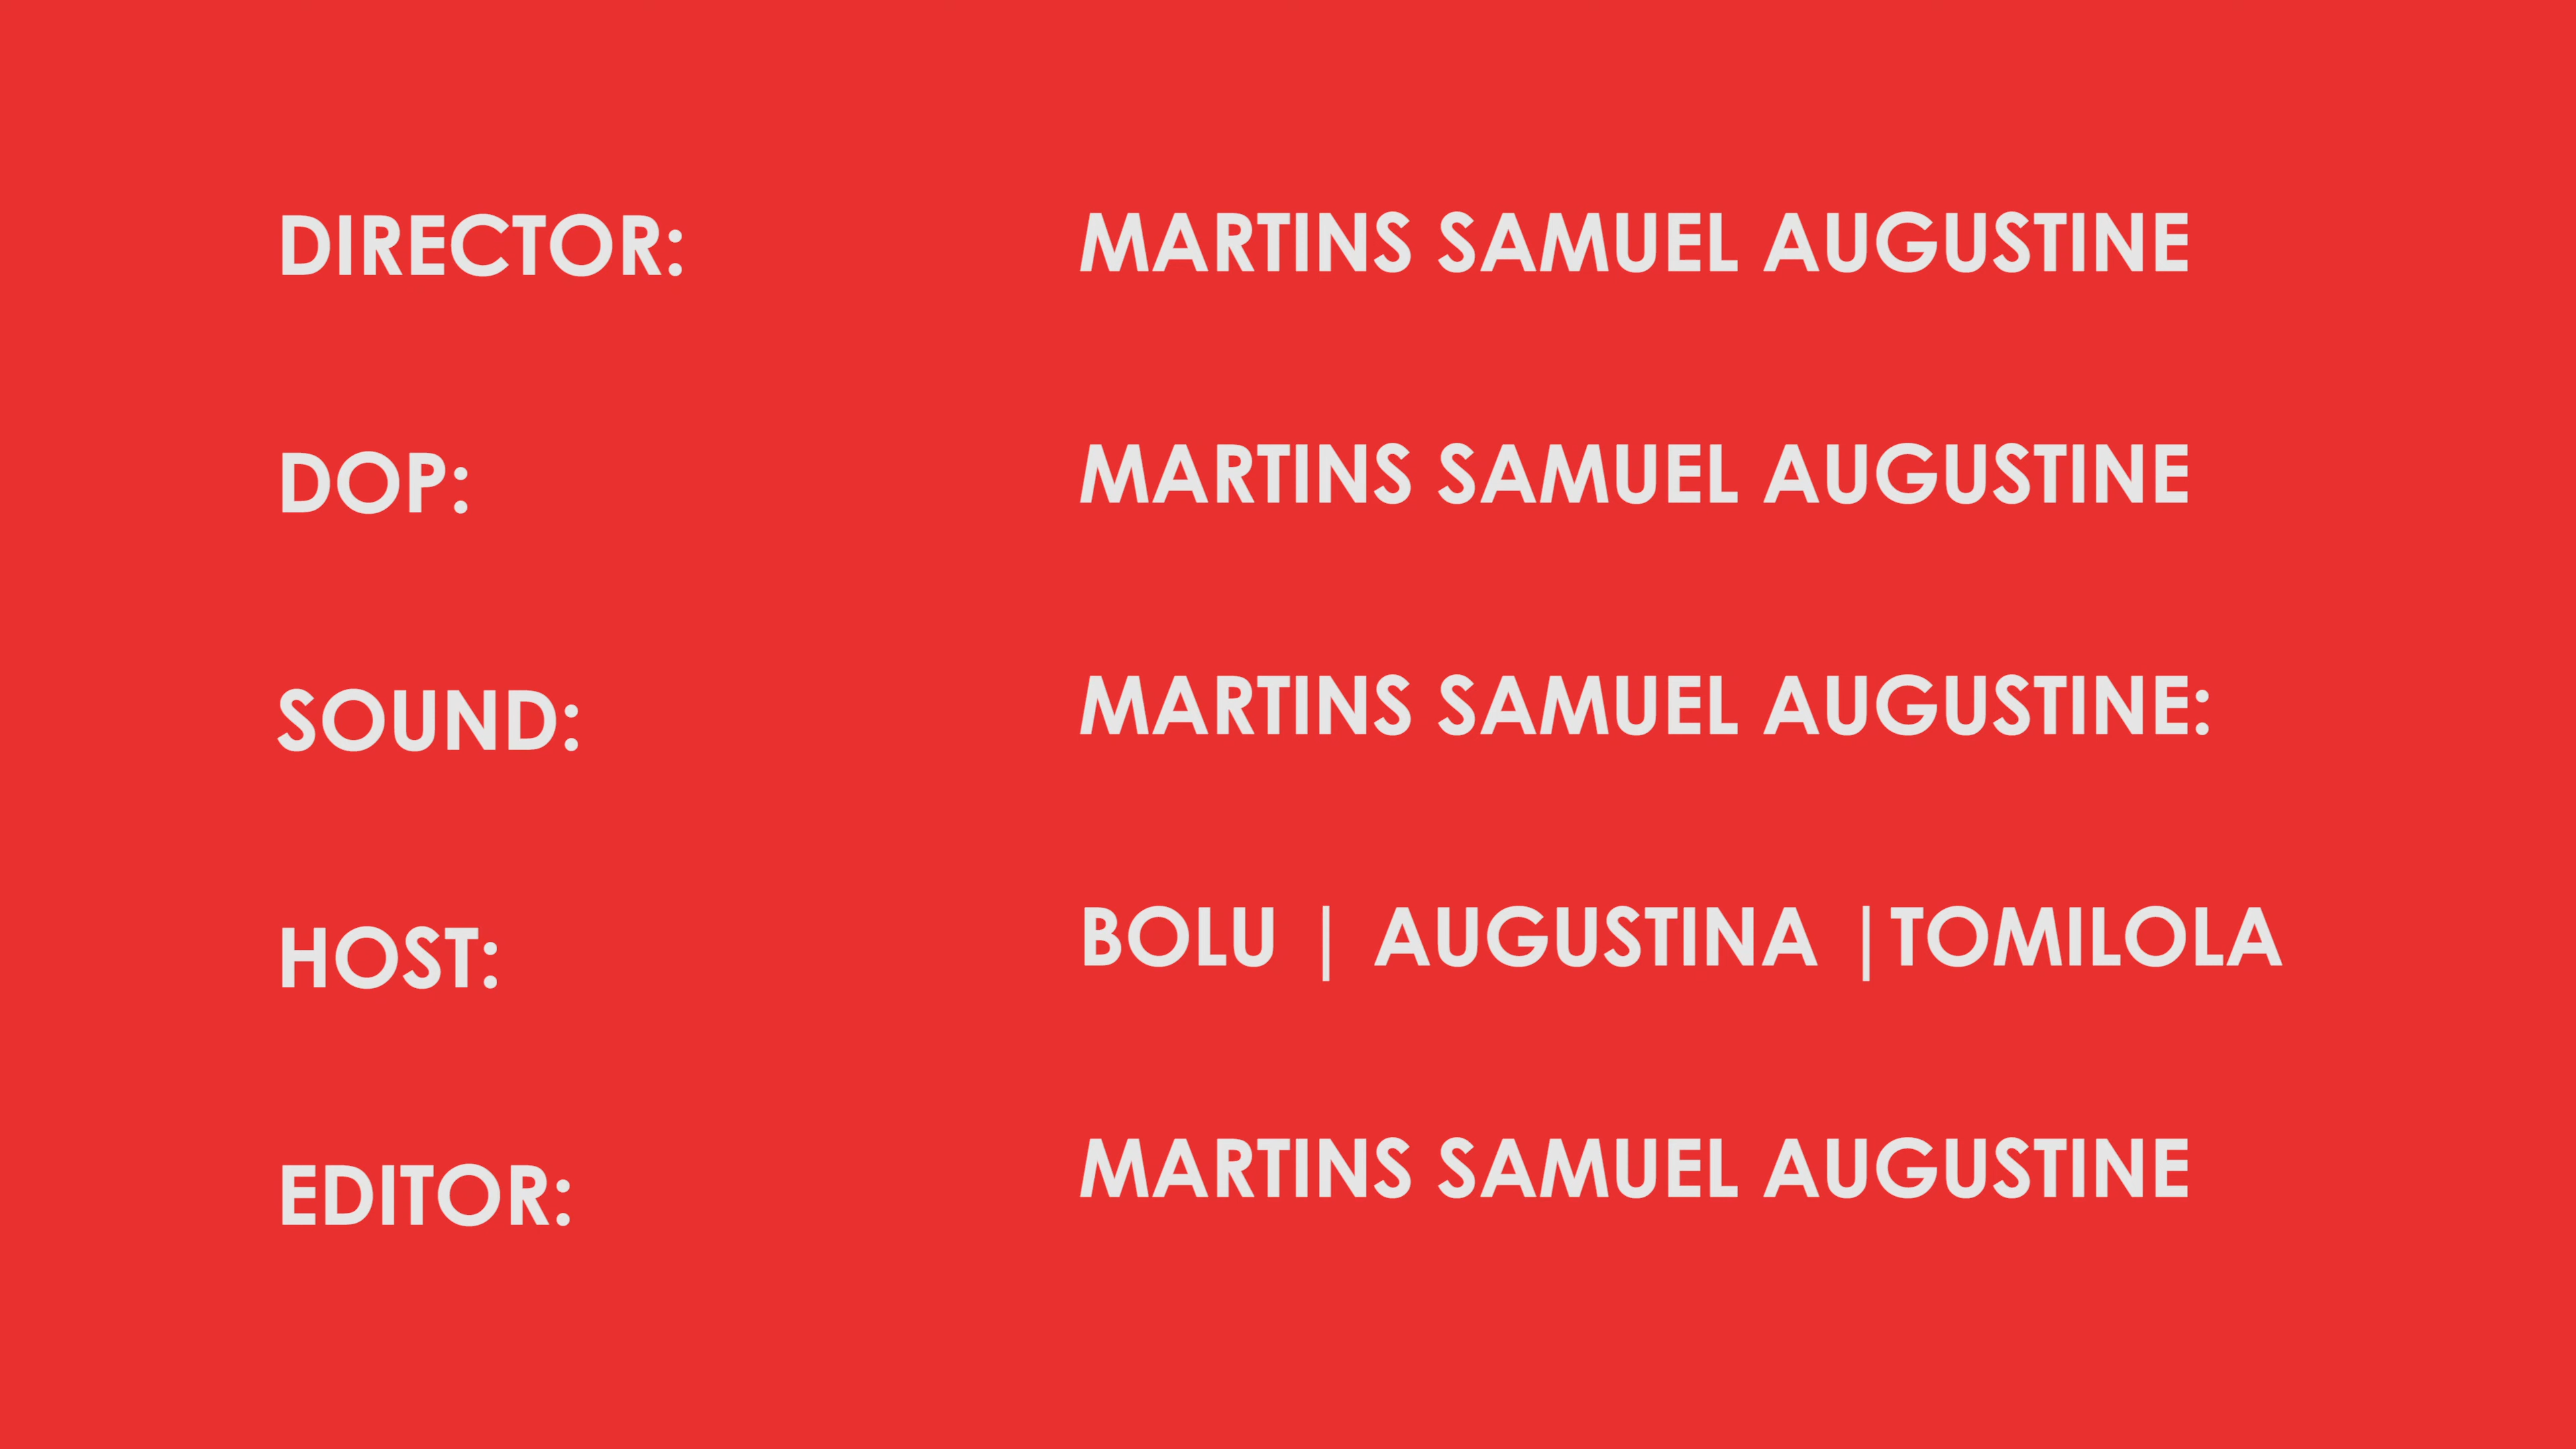 DIRECTOR: MARTINS SAMUEL AUGUSTINE
DOP: MARTINS SAMUEL AUGUSTINE
SOUND: MARTINS SAMUEL AUGUSTINE:
HOST: BOLU | AUGUSTINA |TOMILOLA
EDITOR: MARTINS SAMUEL AUGUSTINE